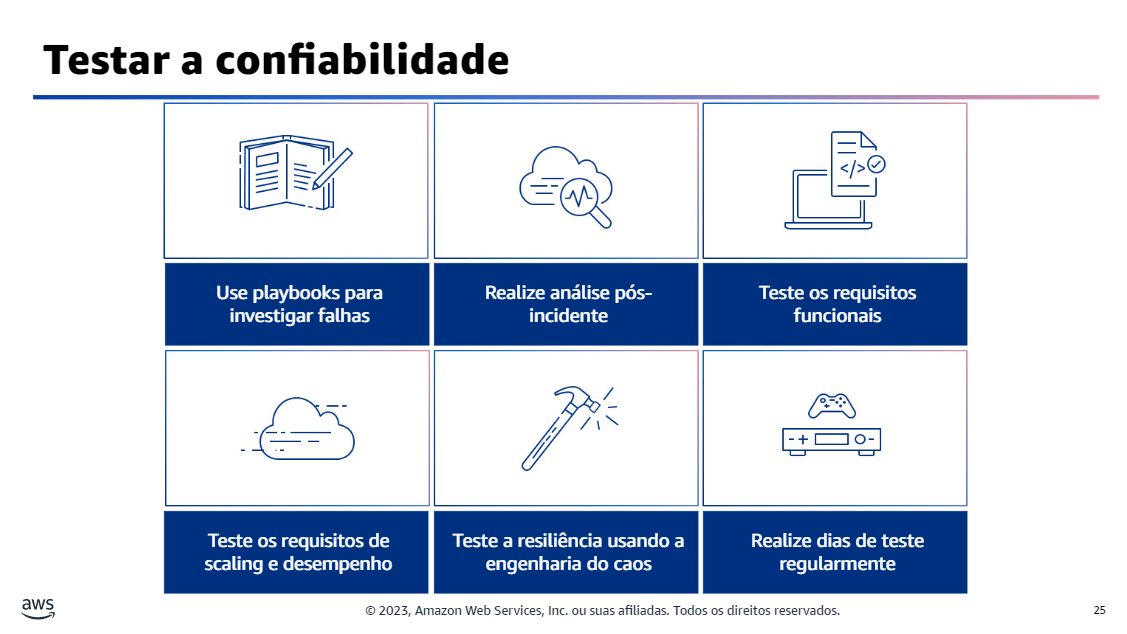 Testar a confiabilidade
</>
Use playbooks para
investigar falhas
Realize análise pós-
incidente
Teste os requisitos
funcionais
Teste os requisitos de
scaling e desempenho
Teste a resiliência usando a
engenharia do caos
Realize dias de teste
regularmente
aws
© 2023, Amazon Web Services, Inc. ou suas afiliadas. Todos os direitos reservados.
25